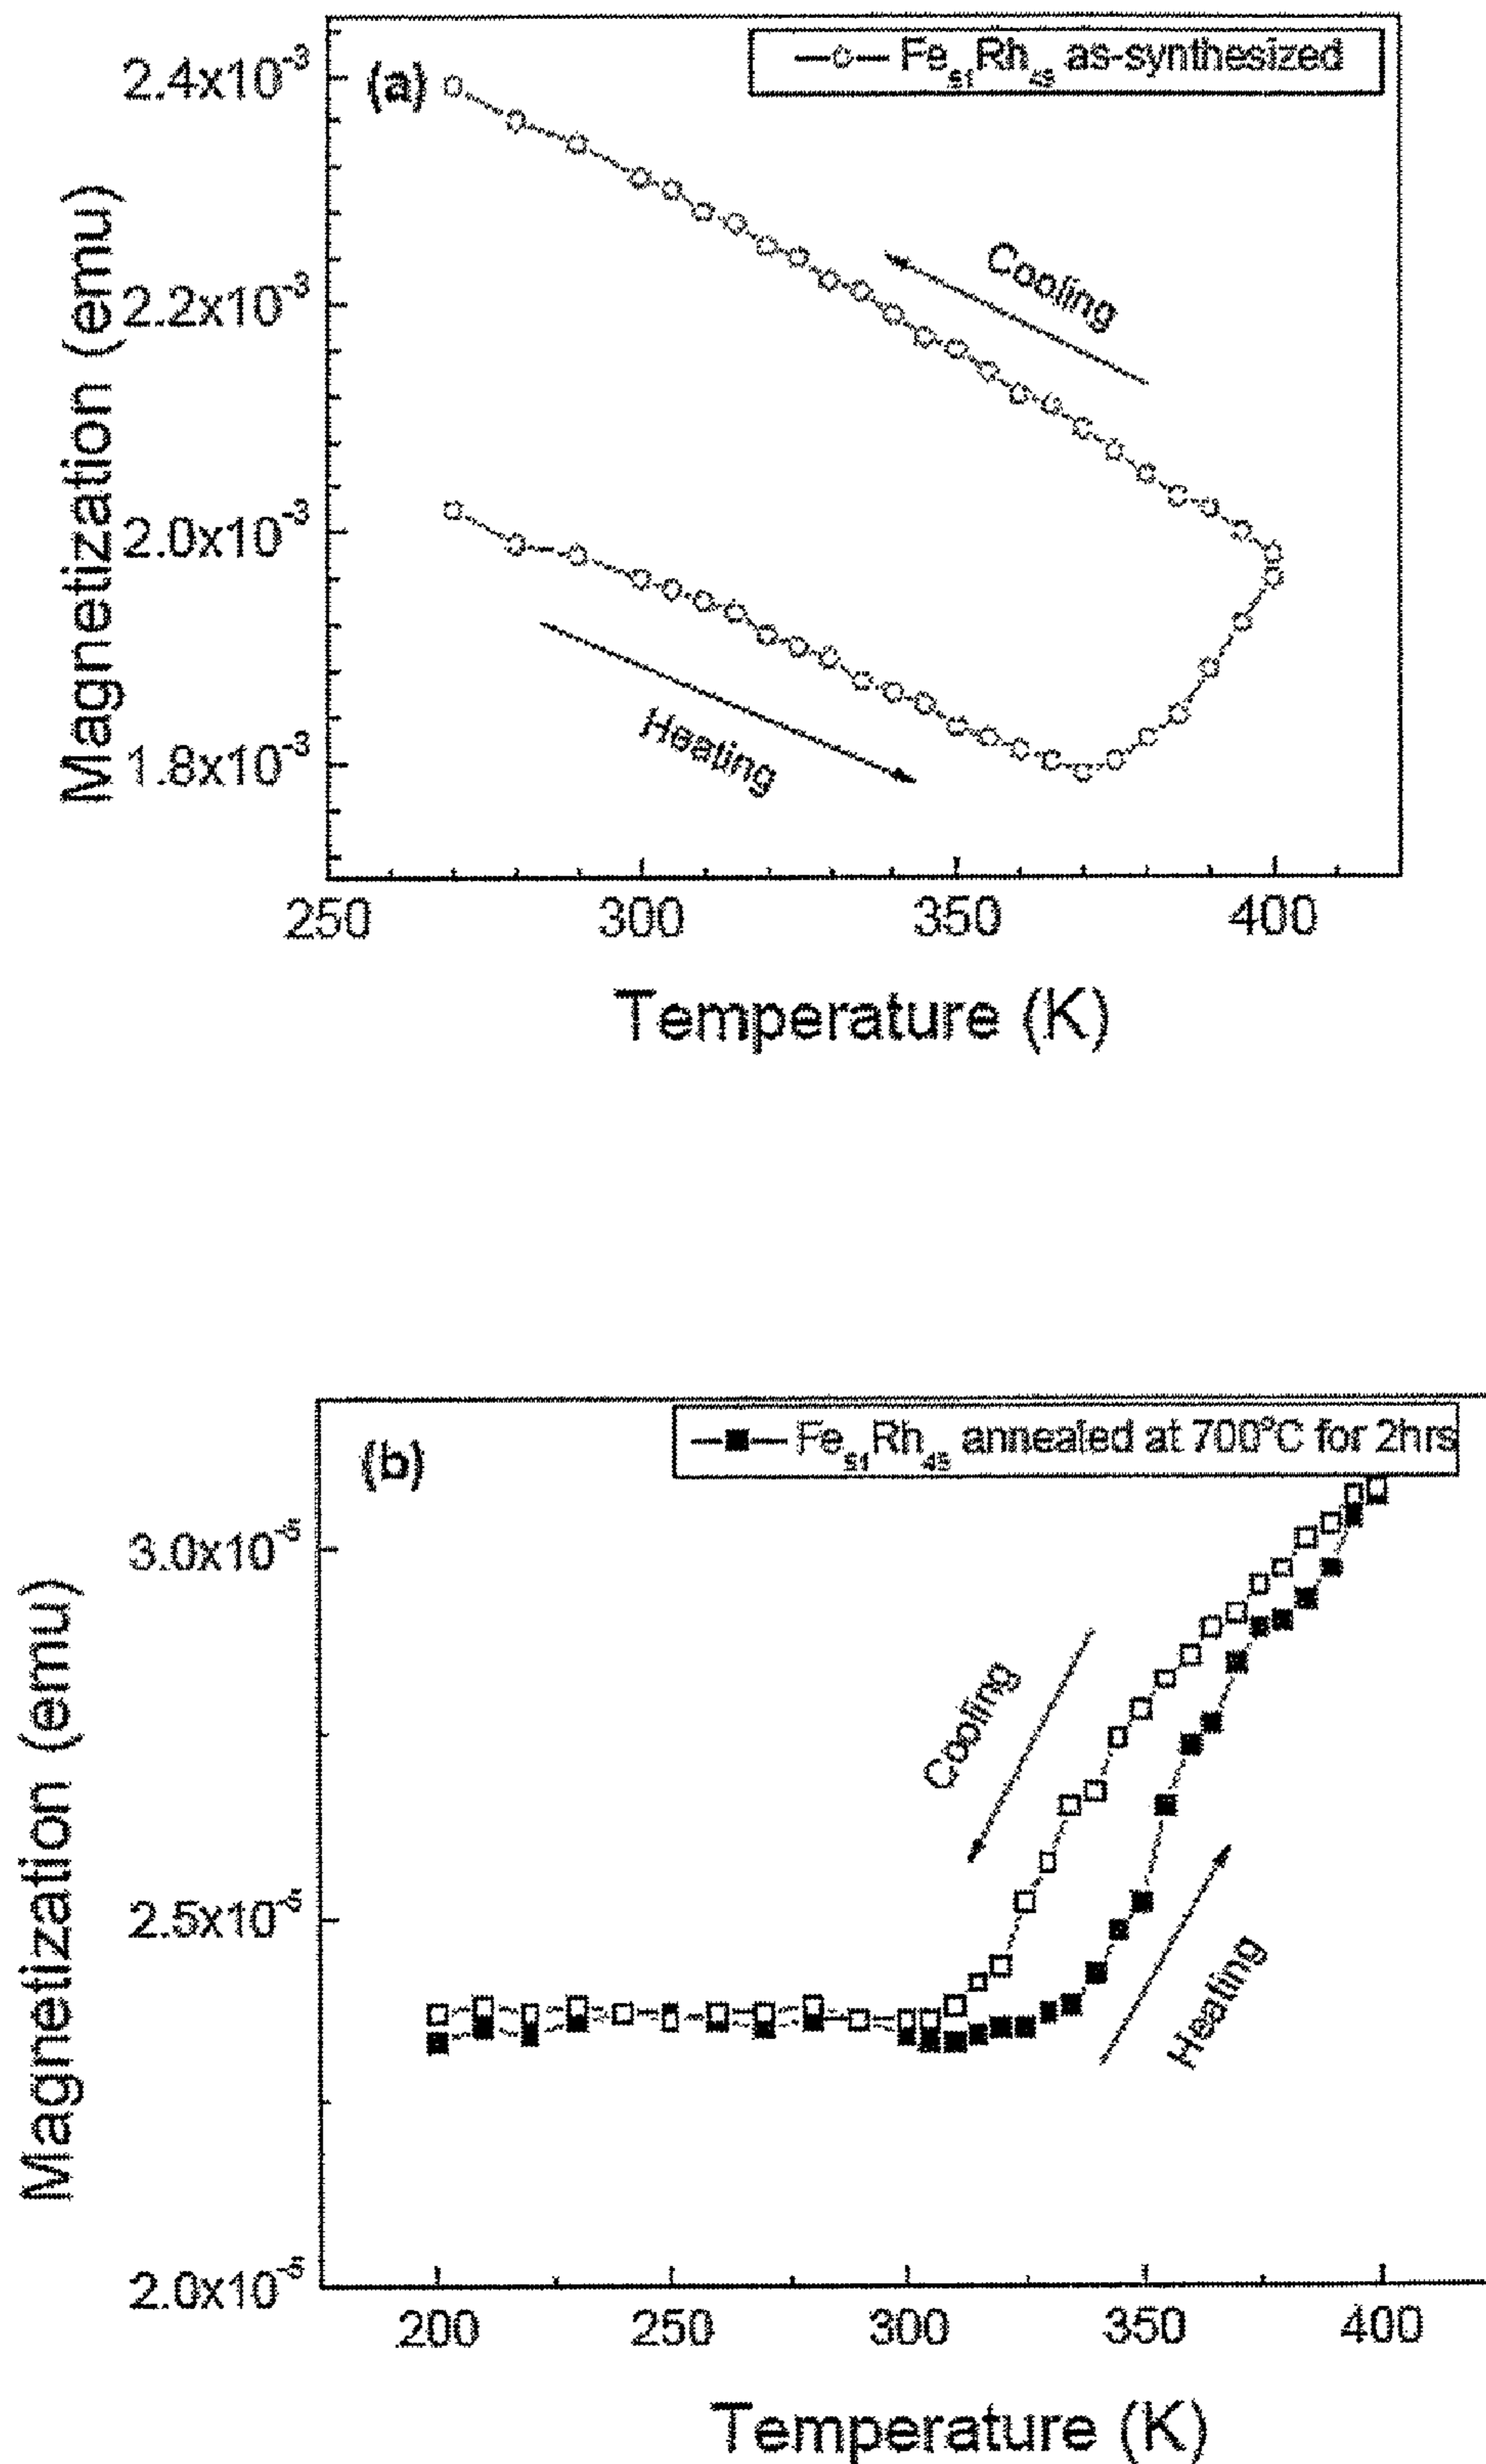 (a)
Fe₅₁Rh₄₉ as-synthesized
2.4x10⁻³
2.2x10⁻³
2.0x10⁻³
1.8x10⁻³
Magnetization (emu)
Cooling
Heating
250 300 350 400
Temperature (K)
(b)
Fe₅₁Rh₄₉ annealed at 700°C for 2hrs
3.0x10⁻⁵
2.5x10⁻⁵
2.0x10⁻⁵
Magnetization (emu)
Cooling
Heating
200 250 300 350 400
Temperature (K)